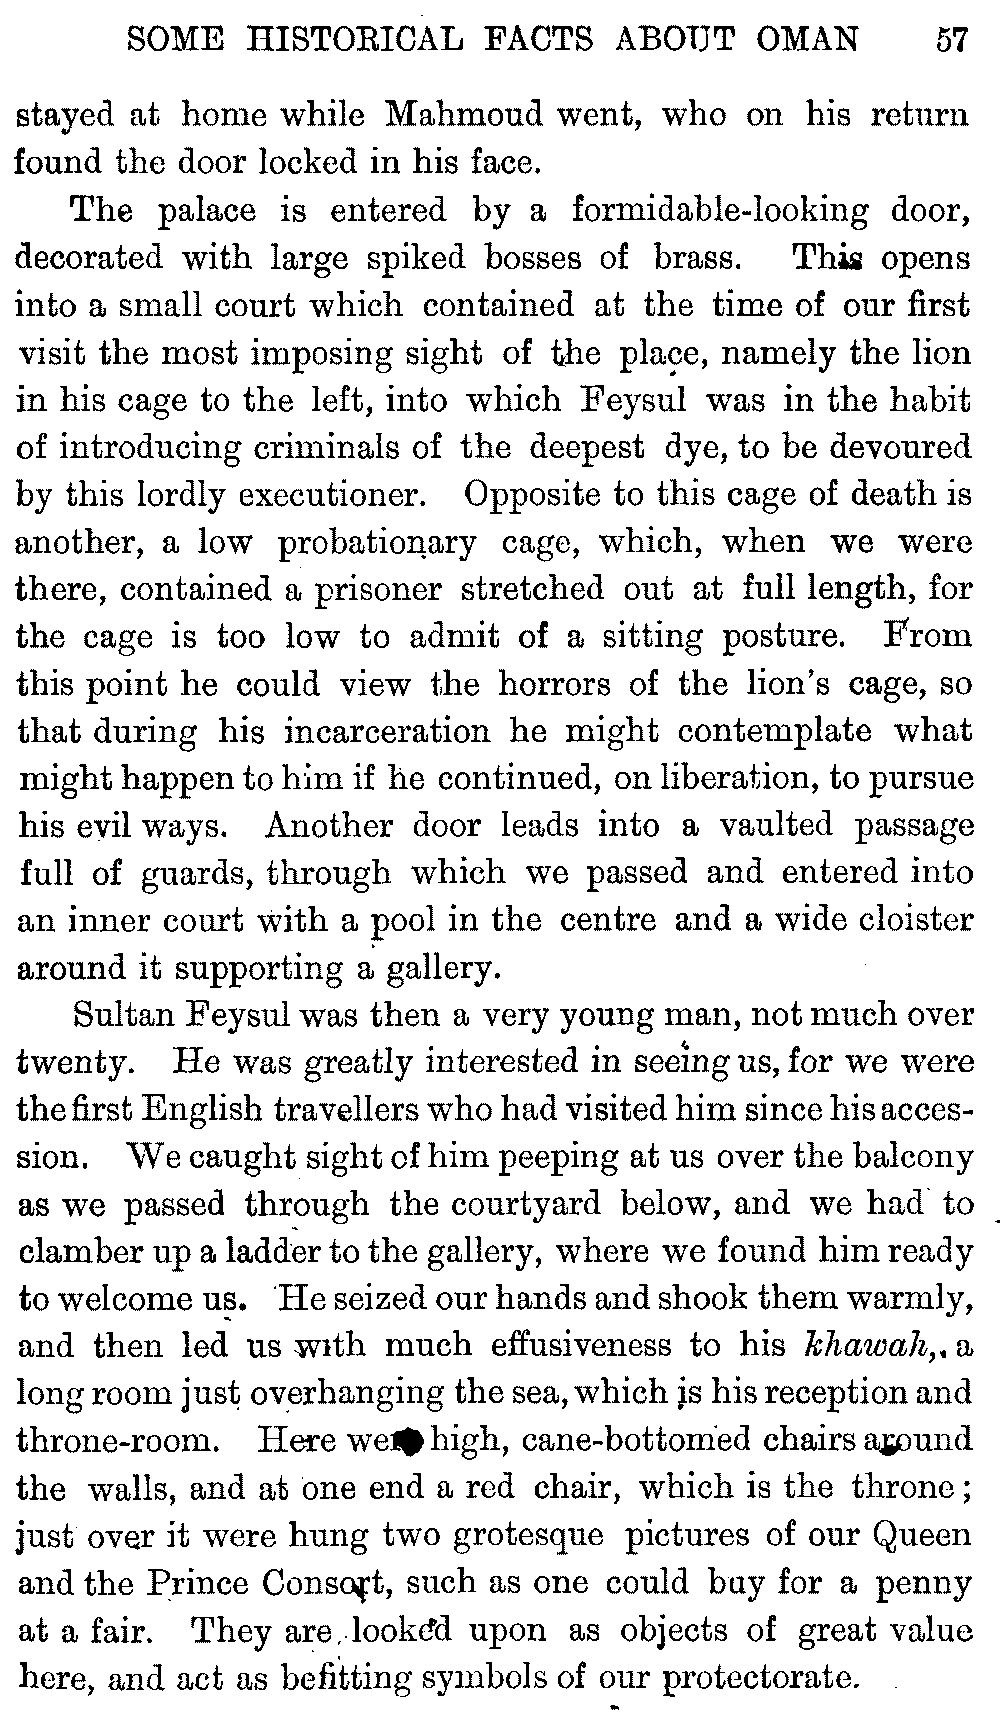 SOME HISTORICAL FACTS ABOUT OMAN 57
stayed at home while Mahmoud went, who on his return
found the door locked in his face.
The palace is entered by a formidable-looking door,
decorated with large spiked bosses of brass. This opens
into a small court which contained at the time of our first
visit the most imposing sight of the place, namely the lion
in his cage to the left, into which Feysul was in the habit
of introducing criminals of the deepest dye, to be devoured
by this lordly executioner. Opposite to this cage of death is
another, a low probationary cage, which, when we were
there, contained a prisoner stretched out at full length, for
the cage is too low to admit of a sitting posture. From
this point he could view the horrors of the lion's cage, so
that during his incarceration he might contemplate what
might happen to him if he continued, on liberation, to pursue
his evil ways. Another door leads into a vaulted passage
full of guards, through which we passed and entered into
an inner court with a pool in the centre and a wide cloister
around it supporting a gallery.
Sultan Feysul was then a very young man, not much over
twenty. He was greatly interested in seeing us, for we were
the first English travellers who had visited him since his acces-
sion. We caught sight of him peeping at us over the balcony
as we passed through the courtyard below, and we had to
clamber up a ladder to the gallery, where we found him ready
to welcome us. He seized our hands and shook them warmly,
and then led us with much effusiveness to his khawah, a
long room just overhanging the sea, which is his reception and
throne-room. Here were high, cane-bottomed chairs around
the walls, and at one end a red chair, which is the throne;
just over it were hung two grotesque pictures of our Queen
and the Prince Consort, such as one could buy for a penny
at a fair. They are looked upon as objects of great value
here, and act as befitting symbols of our protectorate.